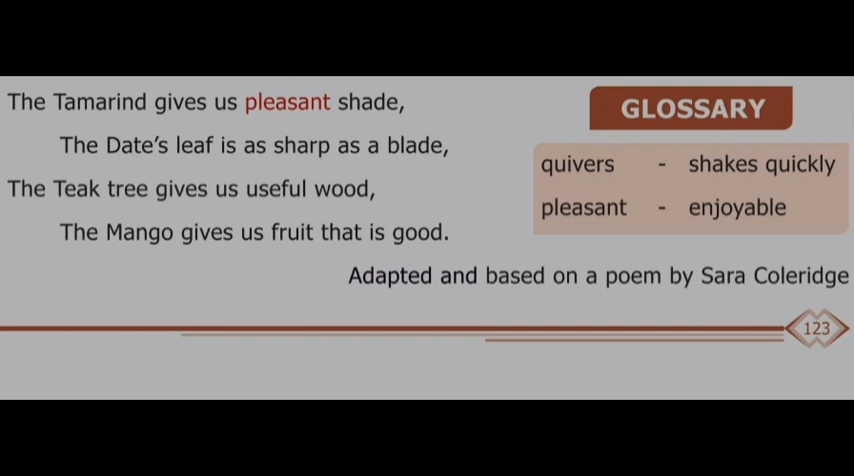 The Tamarind gives us pleasant shade,
The Date's leaf is as sharp as a blade,
The Teak tree gives us useful wood,
The Mango gives us fruit that is good.
GLOSSARY
quivers - shakes quickly
pleasant - enjoyable
Adapted and based on a poem by Sara Coleridge
123